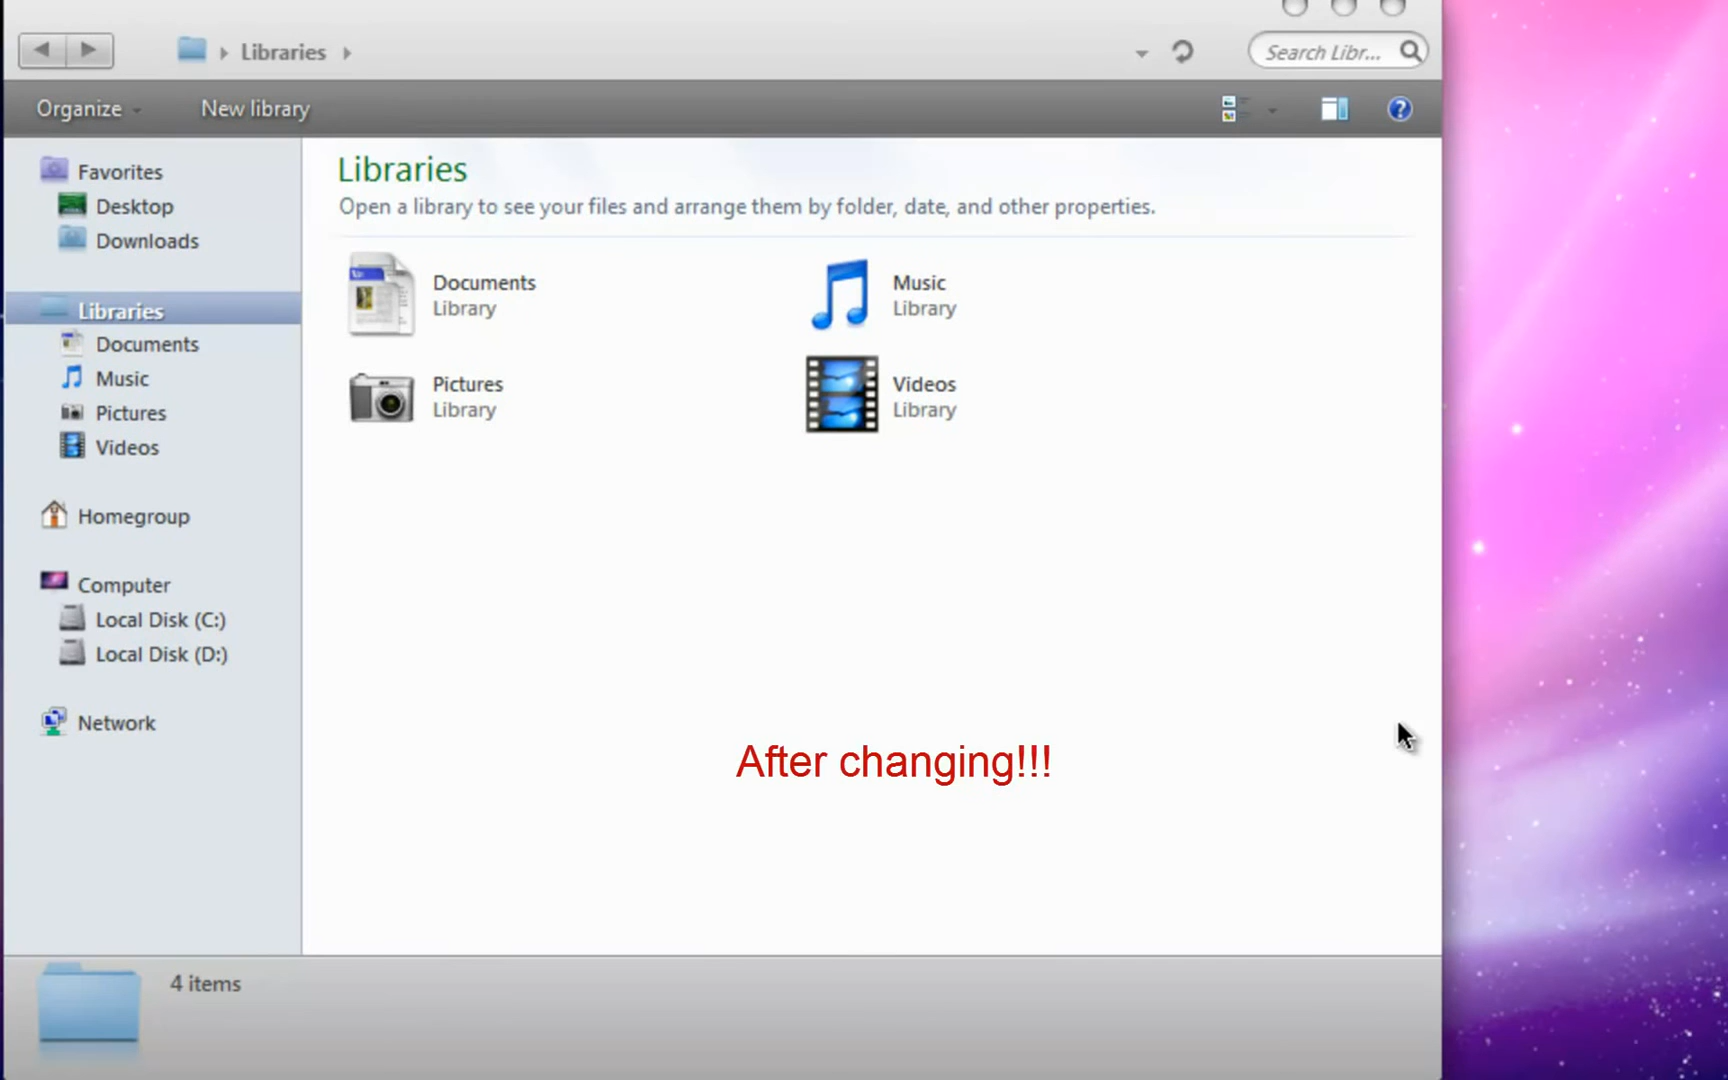 Libraries
Search Libr...
Organize
New library
Favorites
Desktop
Downloads
Libraries
Documents
Music
Pictures
Videos
Homegroup
Computer
Local Disk (C:)
Local Disk (D:)
Network
Libraries
Open a library to see your files and arrange them by folder, date, and other properties.
Documents
Library
Music
Library
Pictures
Library
Videos
Library
After changing!!!
4 items